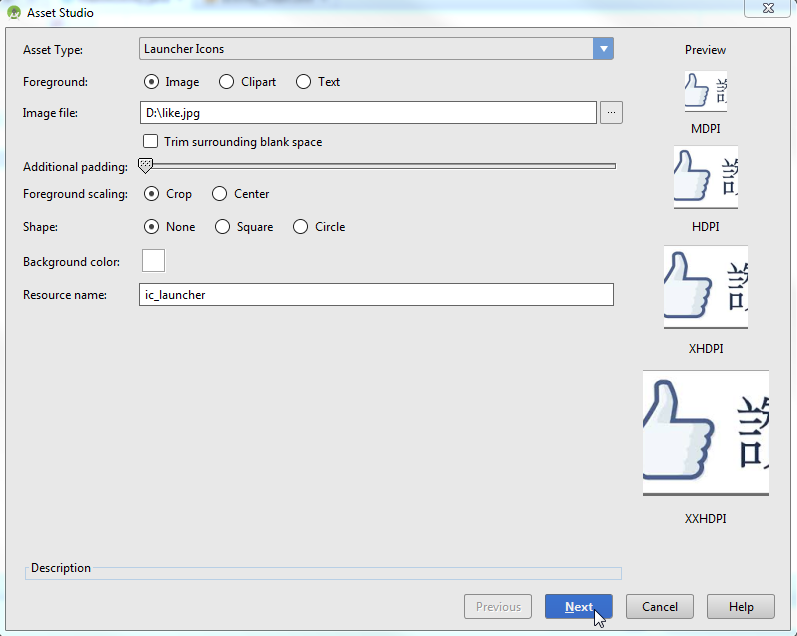 Asset Studio
Asset Type: Launcher Icons Preview
Foreground: Image Clipart Text
Image file: D:\like.jpg ...
MDPI
Trim surrounding blank space
Additional padding:
Foreground scaling: Crop Center
Shape: None Square Circle
HDPI
Background color:
Resource name: ic_launcher
XHDPI
XXHDPI
Description
Previous Next Cancel Help